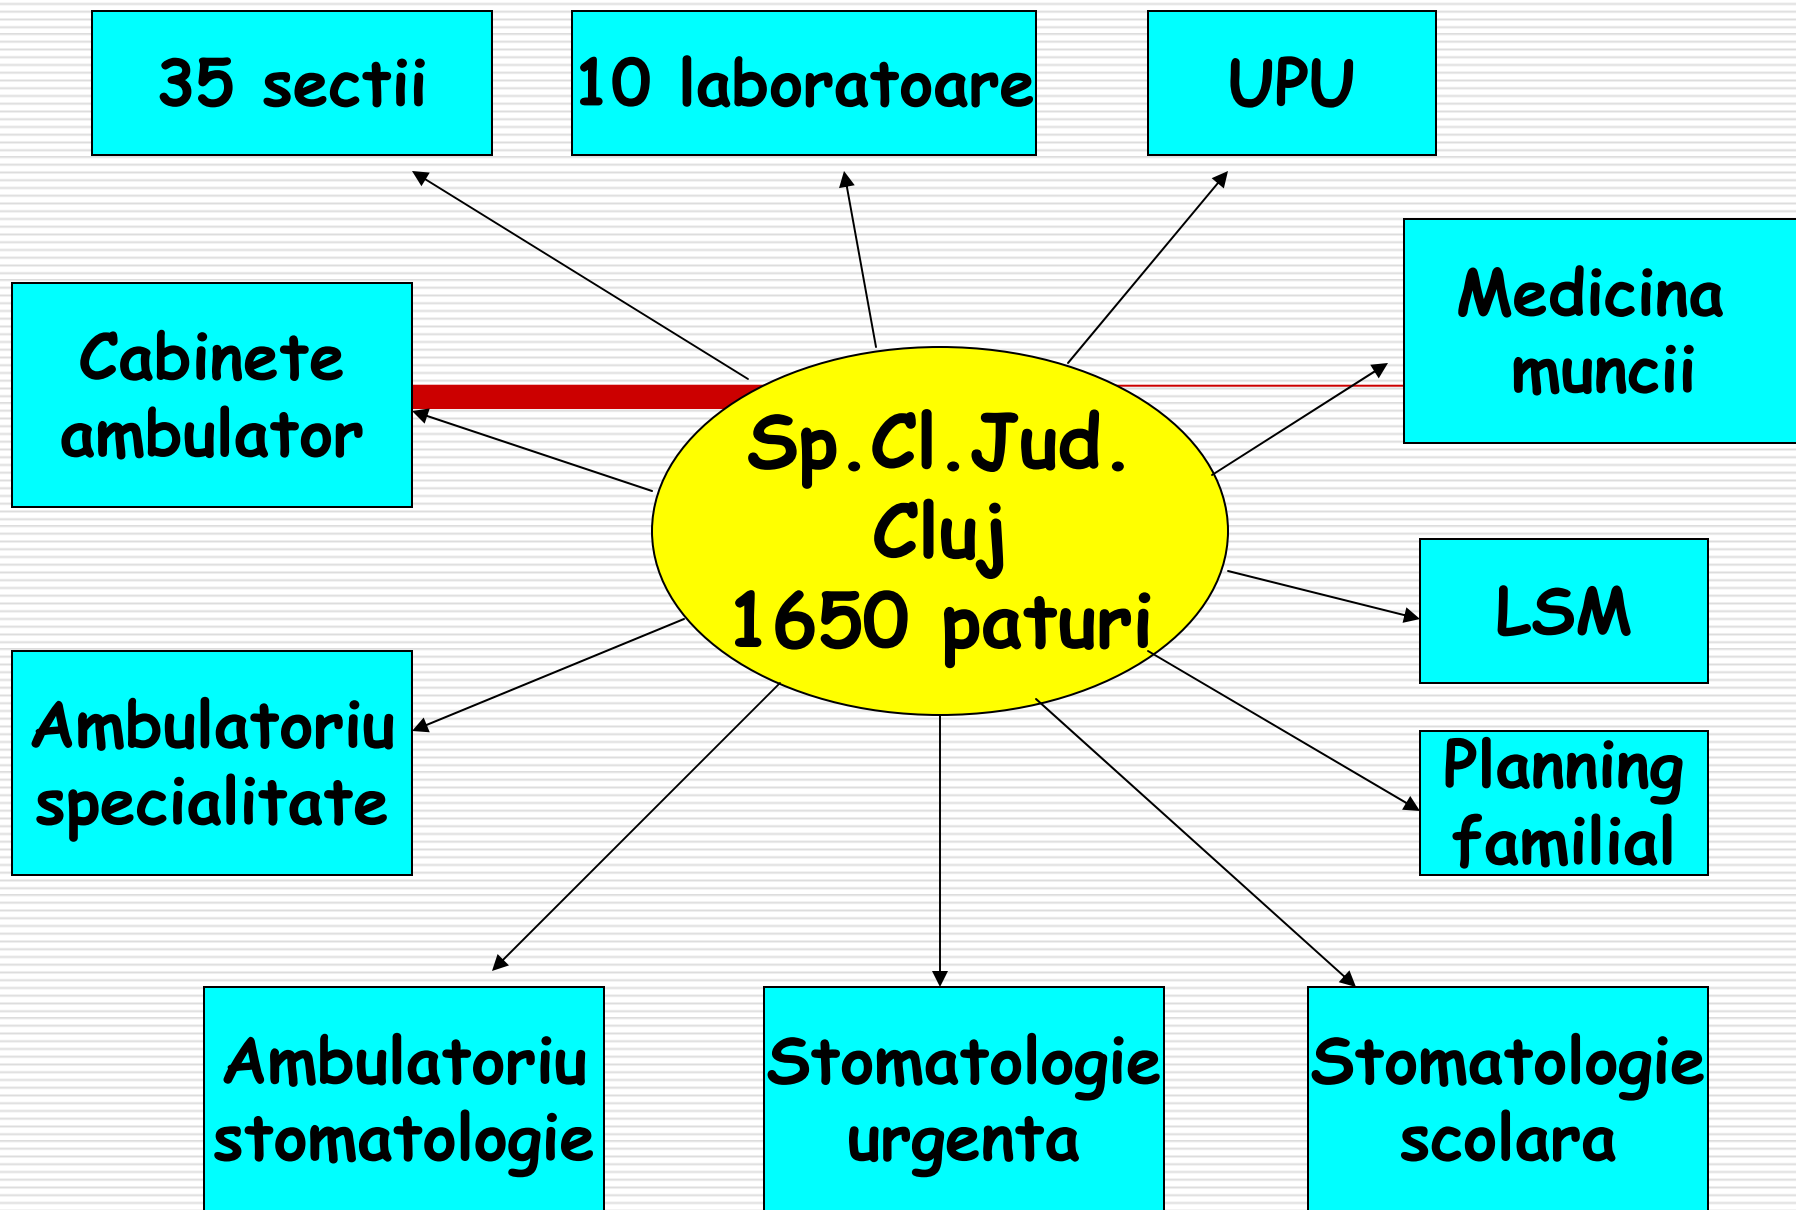 35 sectii
10 laboratoare
UPU
Medicina
muncii
Cabinete
ambulator
Sp.Cl.Jud.
Cluj
1650 paturi
LSM
Ambulatoriu
specialitate
Planning
familial
Ambulatoriu
stomatologie
Stomatologie
urgenta
Stomatologie
scolara